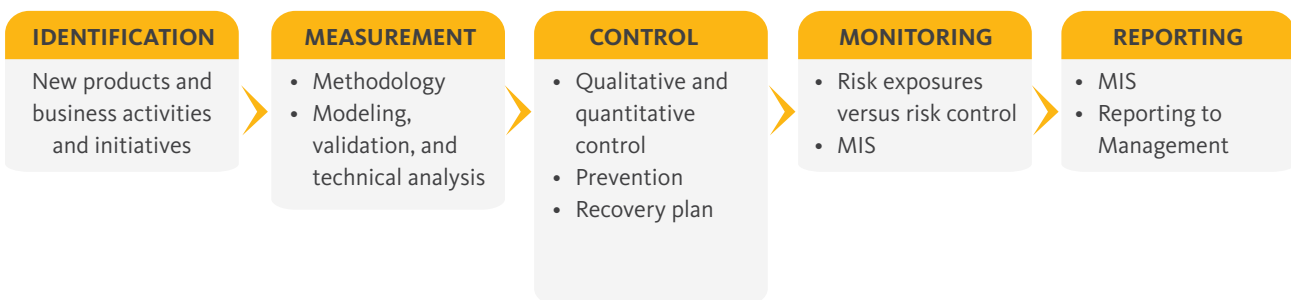 IDENTIFICATION
New products and
business activities
and initiatives
MEASUREMENT
• Methodology
• Modeling,
validation, and
technical analysis
CONTROL
• Qualitative and
quantitative
control
• Prevention
• Recovery plan
MONITORING
• Risk exposures
versus risk control
• MIS
REPORTING
• MIS
• Reporting to
Management